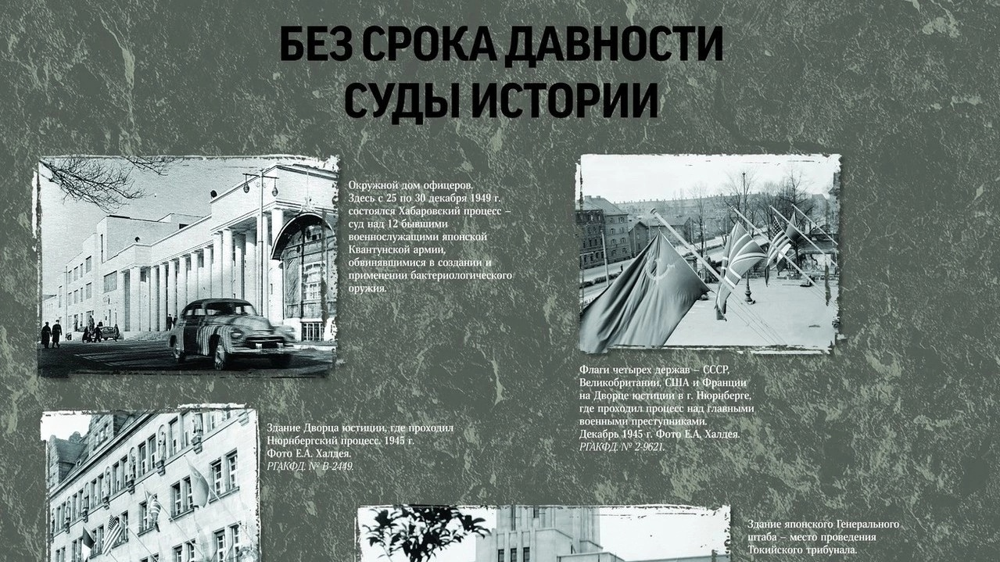 БЕЗ СРОКА ДАВНОСТИ
СУДЫ ИСТОРИИ
Окружной дом офицеров.
Здесь с 25 по 30 декабря 1949 г.
состоялся Хабаровский процесс –
суд над 12 бывшими
военнослужащими японской
Квантунской армии,
обвинявшимися в создании и
применении бактериологического
оружия.
Флаги четырех держав – СССР,
Великобритании, США и Франции
на Дворце юстиции в г. Нюрнберге,
где проходил процесс над главными
военными преступниками.
Декабрь 1945 г. Фото Е.А. Халдея.
РГАКФД. № 2-9621.
Здание Дворца юстиции, где проходил
Нюрнбергский процесс. 1945 г.
Фото Е.А. Халдея.
РГАКФД. № В-2449.
Здание японского Генерального
штаба – место проведения
Токийского трибунала.